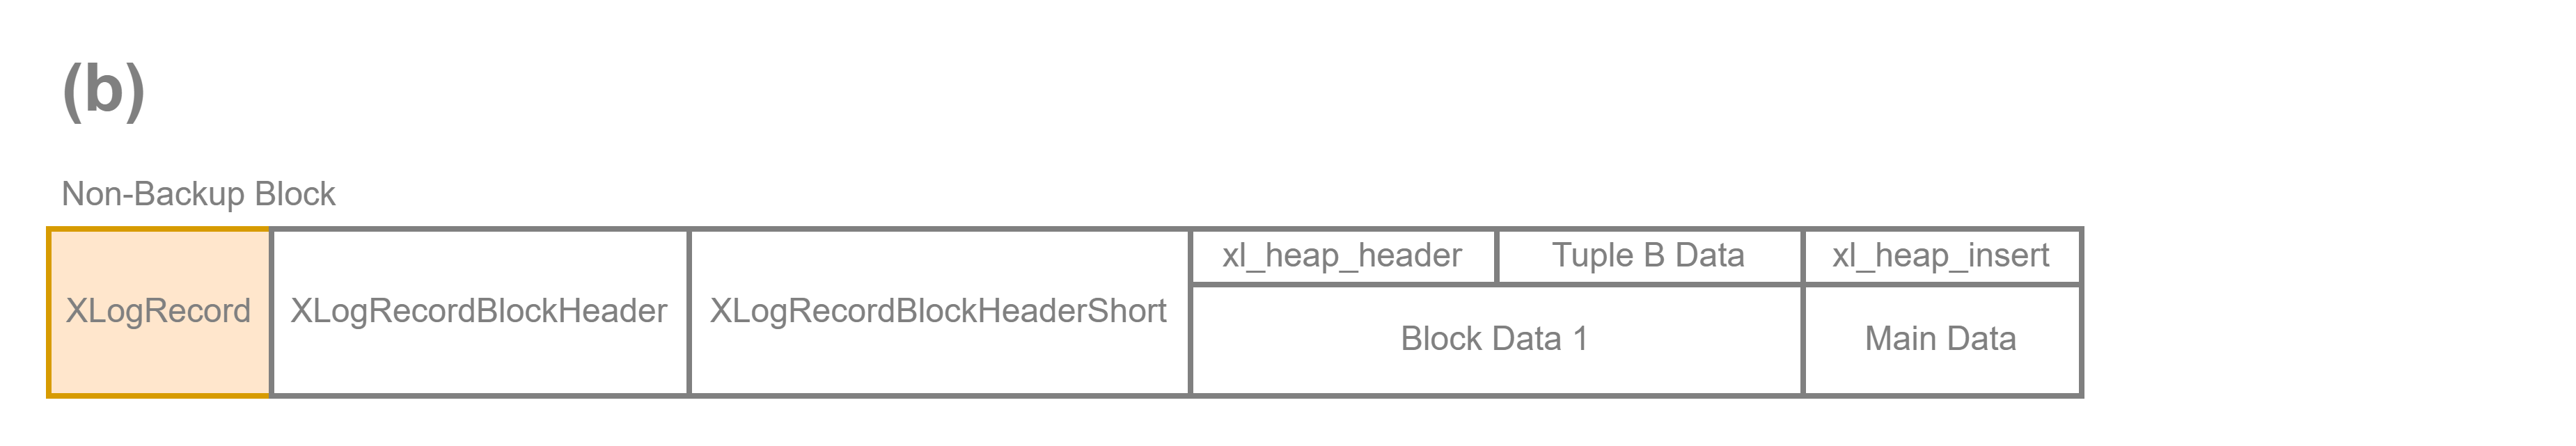 (b)
Non-Backup Block
XLogRecord
XLogRecordBlockHeader
XLogRecordBlockHeaderShort
xl_heap_header
Tuple B Data
Block Data 1
xl_heap_insert
Main Data